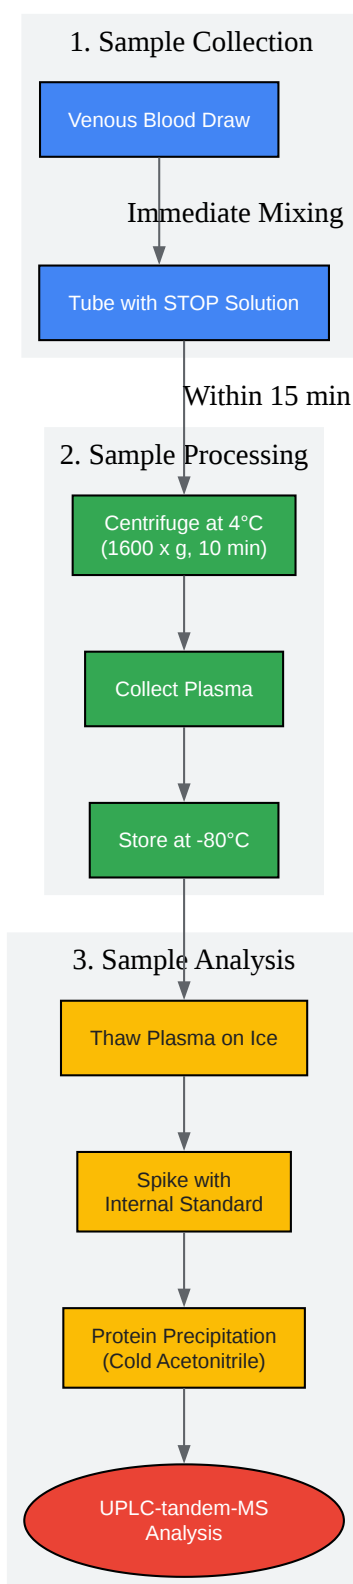 1. Sample Collection
Venous Blood Draw
Immediate Mixing
Tube with STOP Solution
Within 15 min
2. Sample Processing
Centrifuge at 4°C
(1600 x g, 10 min)
Collect Plasma
Store at -80°C
3. Sample Analysis
Thaw Plasma on Ice
Spike with
Internal Standard
Protein Precipitation
(Cold Acetonitrile)
UPLC-tandem-MS
Analysis